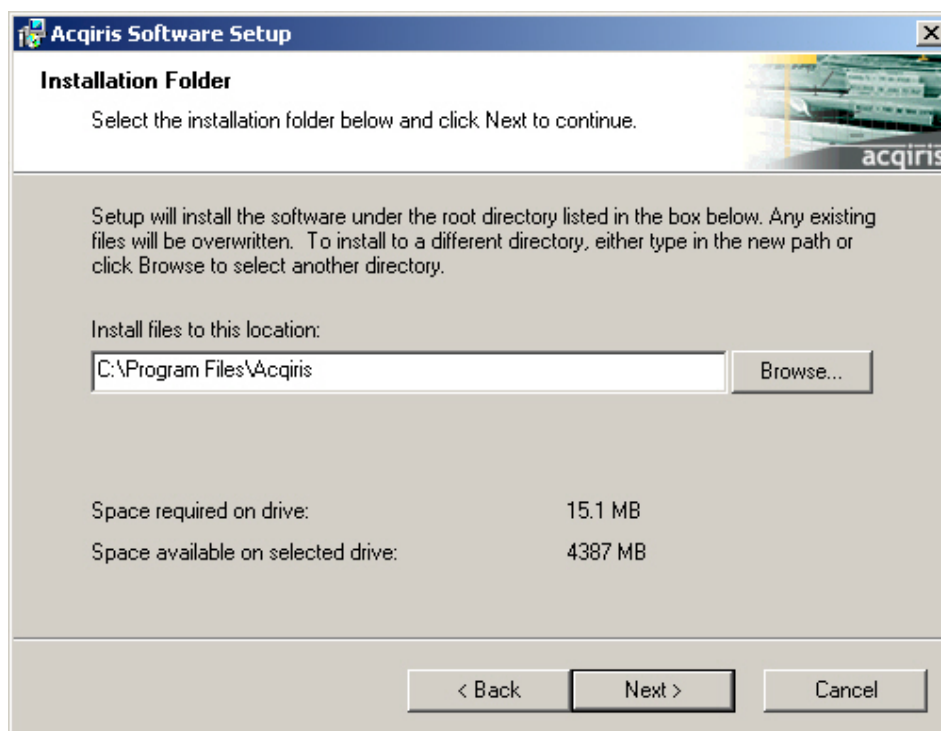 Acqiris Software Setup
Installation Folder
Select the installation folder below and click Next to continue.
acqiris
Setup will install the software under the root directory listed in the box below. Any existing
files will be overwritten.  To install to a different directory, either type in the new path or
click Browse to select another directory.
Install files to this location:
C:\Program Files\Acqiris
Browse...
Space required on drive: 15.1 MB
Space available on selected drive: 4387 MB
< Back Next > Cancel